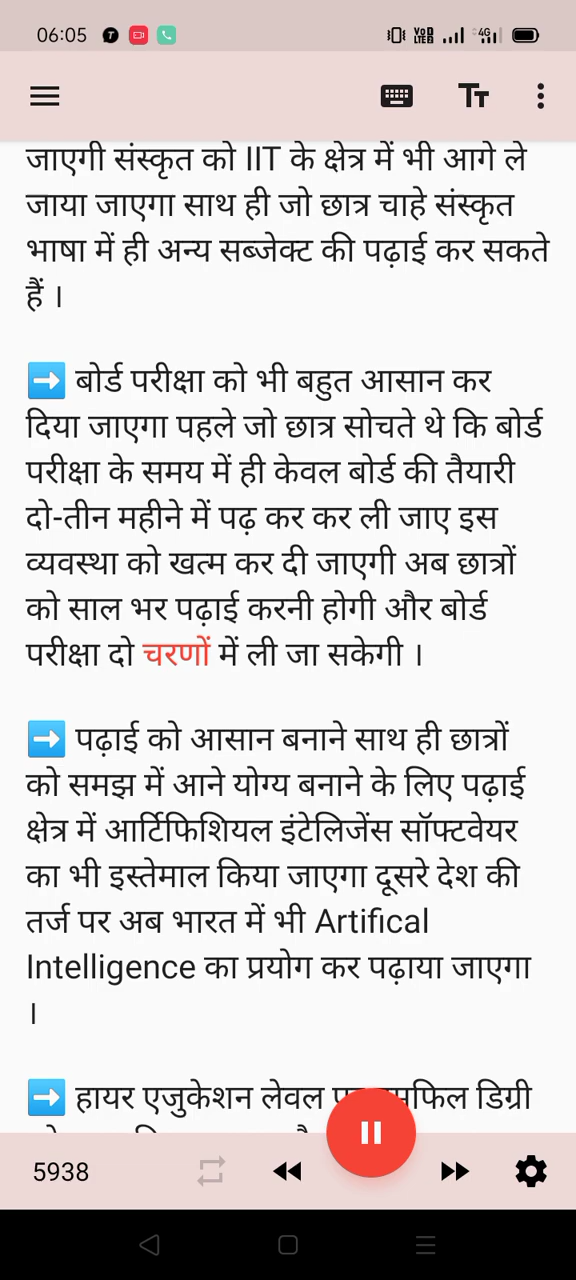 06:05
VoD LTE2 4G
जाएगी संस्कृत को IIT के क्षेत्र में भी आगे ले
जाया जाएगा साथ ही जो छात्र चाहे संस्कृत
भाषा में ही अन्य सब्जेक्ट की पढ़ाई कर सकते
हैं ।
➡️ बोर्ड परीक्षा को भी बहुत आसान कर
दिया जाएगा पहले जो छात्र सोचते थे कि बोर्ड
परीक्षा के समय में ही केवल बोर्ड की तैयारी
दो-तीन महीने में पढ़ कर कर ली जाए इस
व्यवस्था को खत्म कर दी जाएगी अब छात्रों
को साल भर पढ़ाई करनी होगी और बोर्ड
परीक्षा दो चरणों में ली जा सकेगी ।
➡️ पढ़ाई को आसान बनाने साथ ही छात्रों
को समझ में आने योग्य बनाने के लिए पढ़ाई
क्षेत्र में आर्टिफिशियल इंटेलिजेंस सॉफ्टवेयर
का भी इस्तेमाल किया जाएगा दूसरे देश की
तर्ज पर अब भारत में भी Artifical
Intelligence का प्रयोग कर पढ़ाया जाएगा
।
➡️ हायर एजुकेशन लेवल डिग्री
5938